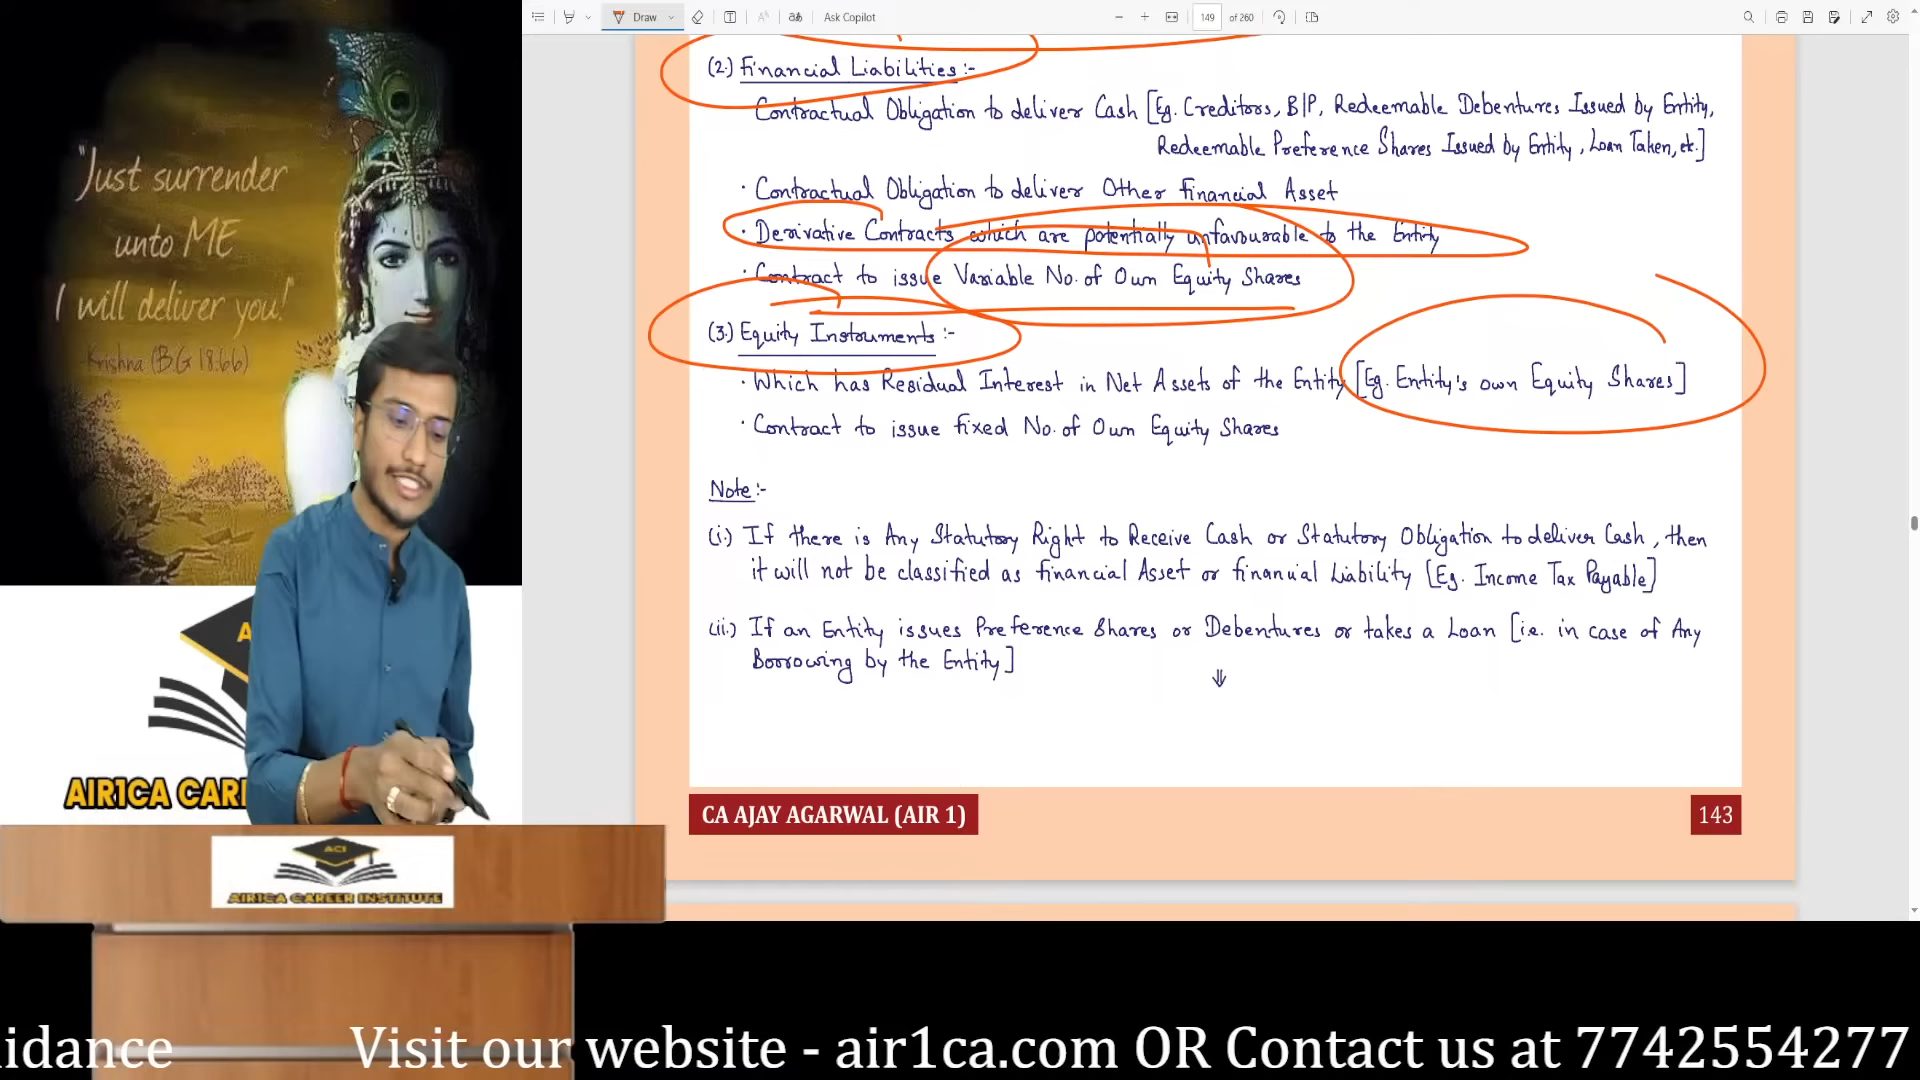 Draw
Ask Copilot
149 of 260
(2.) Financial Liabilities :-
Contractual Obligation to deliver Cash [Eg. Creditors, B/P, Redeemable Debentures Issued by Entity,
Redeemable Preference Shares Issued by Entity, Loan Taken, etc.]
· Contractual Obligation to deliver Other Financial Asset
· Derivative Contracts which are potentially unfavourable to the Entity
· Contract to issue Variable No. of Own Equity Shares
(3.) Equity Instruments :-
· Which has Residual Interest in Net Assets of the Entity [Eg. Entity's own Equity Shares]
· Contract to issue fixed No. of Own Equity Shares
Note :-
(i.) If there is Any Statutory Right to Receive Cash or Statutory Obligation to deliver Cash, then
it will not be classified as financial Asset or financial Liability [Eg. Income Tax Payable]
(ii.) If an Entity issues Preference Shares or Debentures or takes a Loan [i.e. in case of Any
Borrowing by the Entity]
CA AJAY AGARWAL (AIR 1)
143
"Just surrender
unto ME
I will deliver you!"
-Krishna (B.G 18:66)
AIR1CA CARE
ACI
AIR1CA CAREER INSTITUTE
idance Visit our website - air1ca.com OR Contact us at 7742554277